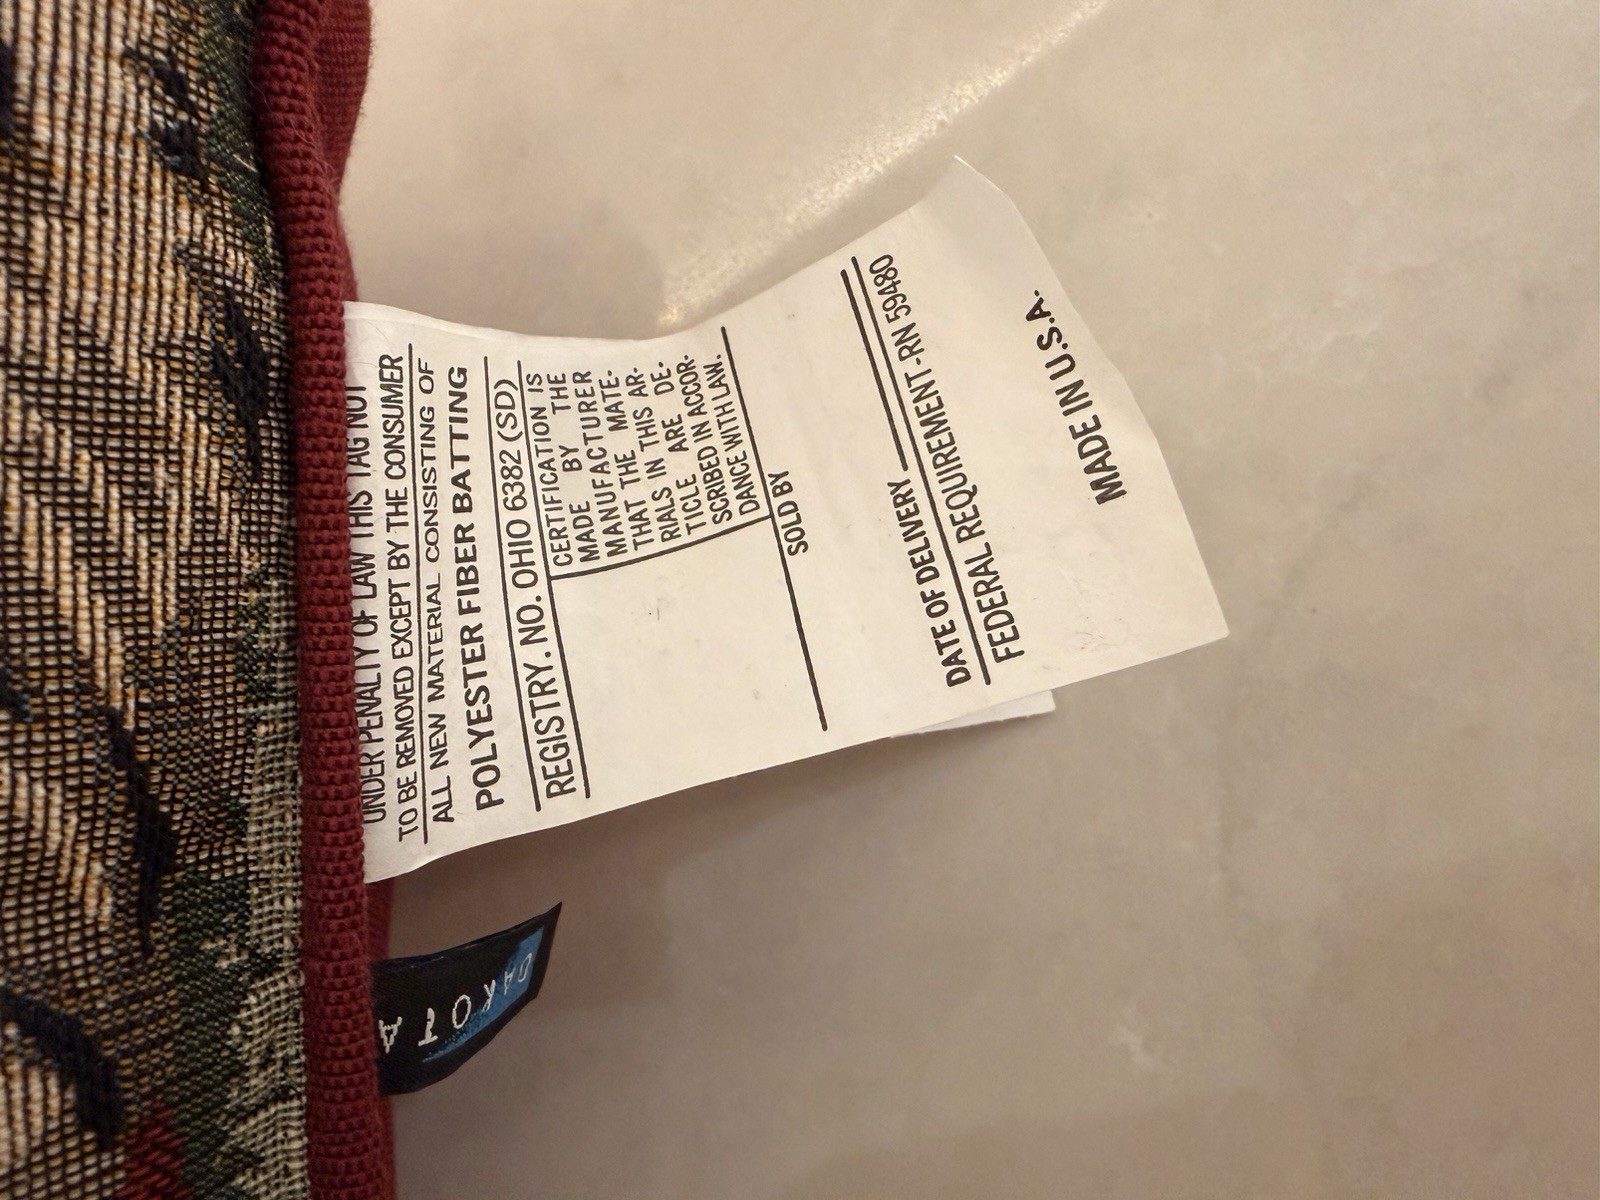 UNDER PENALTY OF LAW THIS TAG NOT
TO BE REMOVED EXCEPT BY THE CONSUMER
ALL NEW MATERIAL CONSISTING OF
POLYESTER FIBER BATTING
REGISTRY. NO. OHIO 6382 (SD)
CERTIFICATION IS
MADE BY THE
MANUFACTURER
THAT THE MATE-
RIALS IN THIS AR-
TICLE ARE DE-
SCRIBED IN ACCOR-
DANCE WITH LAW.
SOLD BY
DATE OF DELIVERY
FEDERAL REQUIREMENT-RN 59480
MADE IN U.S.A.
DAKOTA